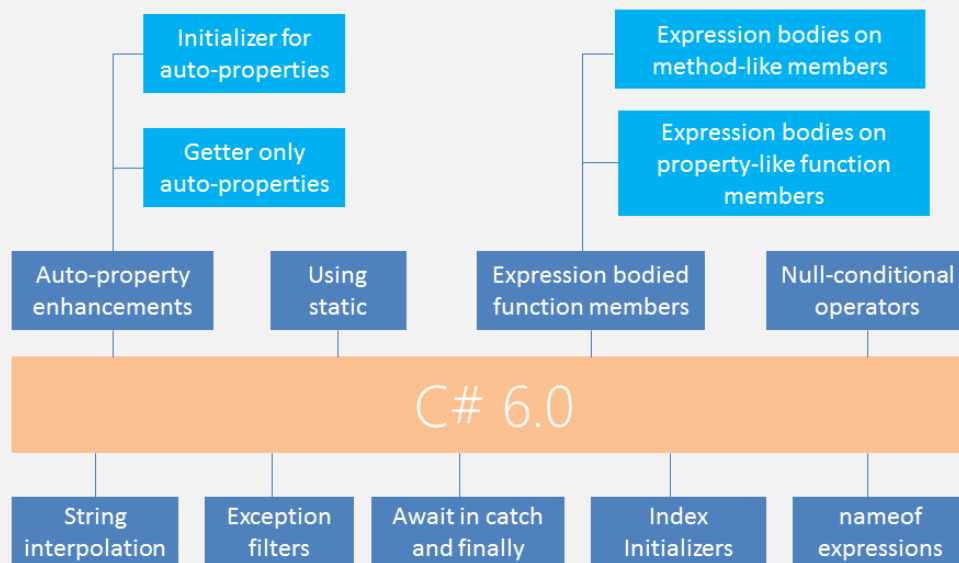 Initializer for
auto-properties
Getter only
auto-properties
Expression bodies on
method-like members
Expression bodies on
property-like function
members
Auto-property
enhancements
Using
static
Expression bodied
function members
Null-conditional
operators
C# 6.0
String
interpolation
Exception
filters
Await in catch
and finally
Index
Initializers
nameof
expressions